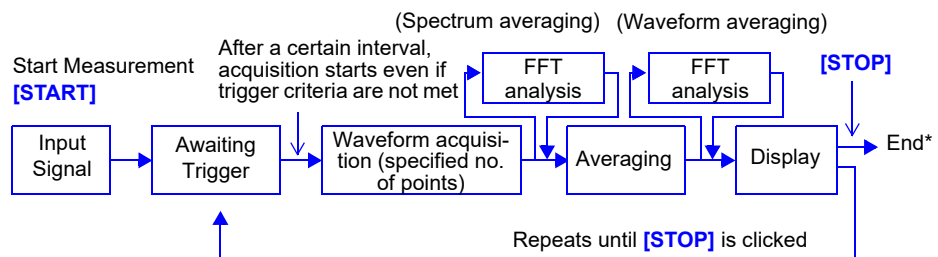 (Spectrum averaging)
(Waveform averaging)
After a certain interval,
acquisition starts even if
trigger criteria are not met
Start Measurement
[START]
FFT
analysis
FFT
analysis
[STOP]
Input
Signal
Awaiting
Trigger
Waveform acquisi-
tion (specified no.
of points)
Averaging
Display
End*
Repeats until [STOP] is clicked